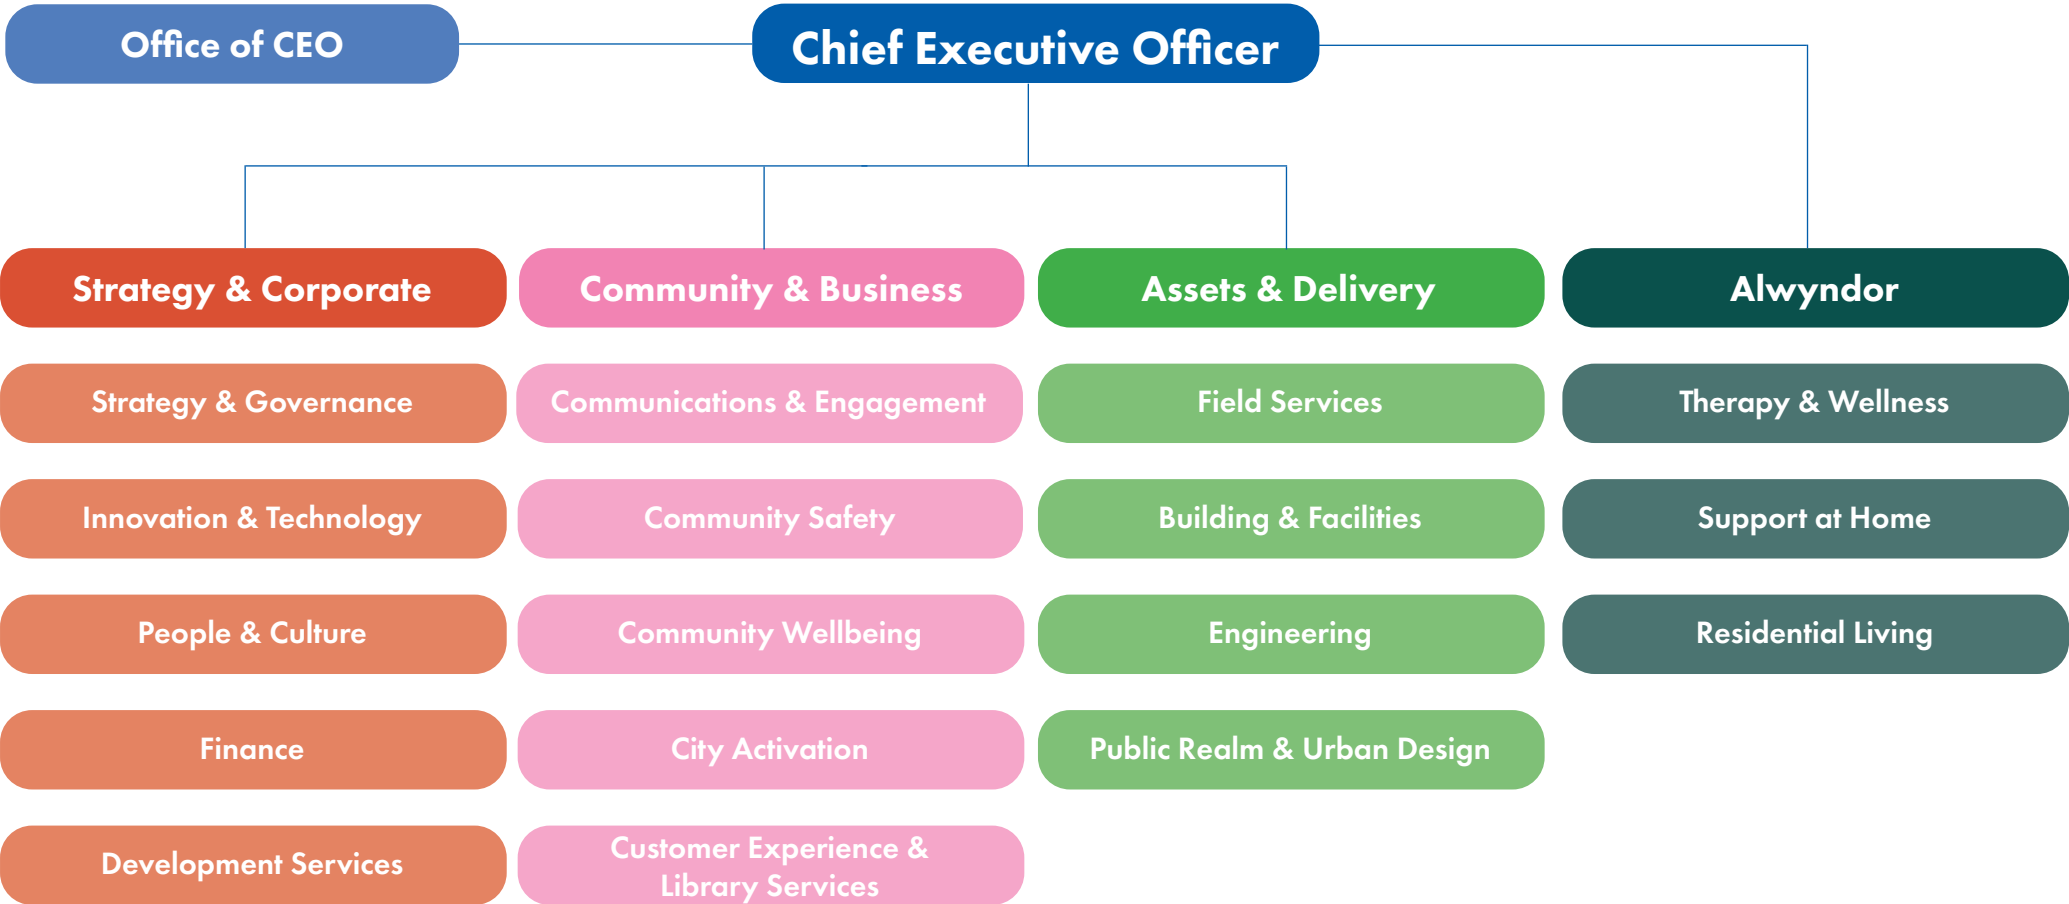 Office of CEO
Chief Executive Officer
Strategy & Corporate
Community & Business
Assets & Delivery
Alwyndor
Strategy & Governance
Communications & Engagement
Field Services
Therapy & Wellness
Innovation & Technology
Community Safety
Building & Facilities
Support at Home
People & Culture
Community Wellbeing
Engineering
Residential Living
Finance
City Activation
Public Realm & Urban Design
Development Services
Customer Experience &
Library Services